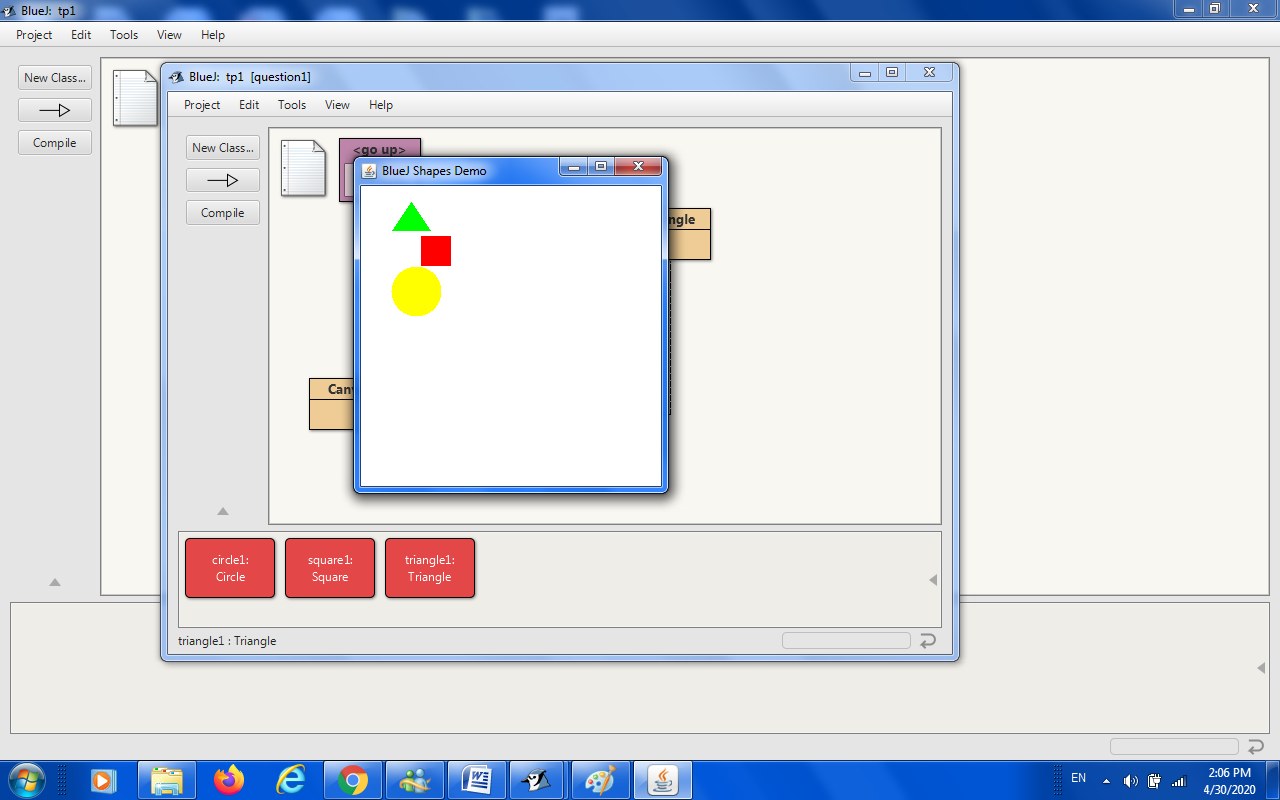 BlueJ: tp1
Project Edit Tools View Help
New Class...
Compile
BlueJ: tp1 [question1]
Project Edit Tools View Help
New Class...
Compile
<go up>
BlueJ Shapes Demo
circle1:
Circle
square1:
Square
triangle1:
Triangle
triangle1 : Triangle
EN
2:06 PM
4/30/2020